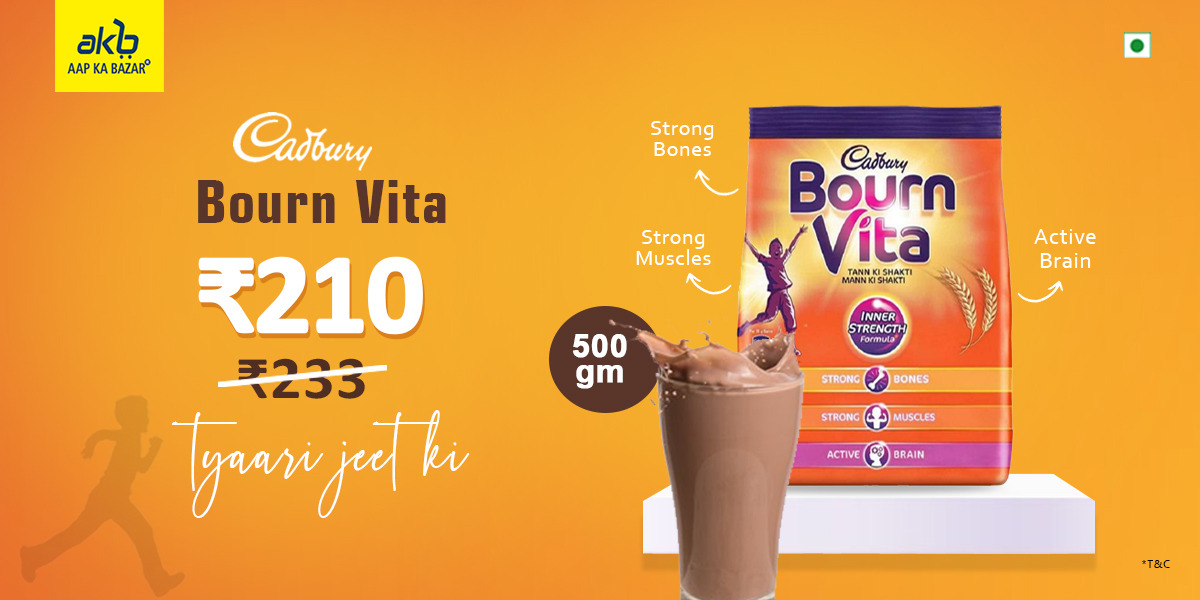 akb
AAP KA BAZAR
Cadbury
Bourn Vita
₹210
₹233
tyaari jeet ki
500
gm
Strong
Bones
Strong
Muscles
Active
Brain
Cadbury
Bourn
Vita
TANN KI SHAKTI
MANN KI SHAKTI
INNER
STRENGTH
Formula
STRONG BONES
STRONG MUSCLES
ACTIVE BRAIN
*T&C